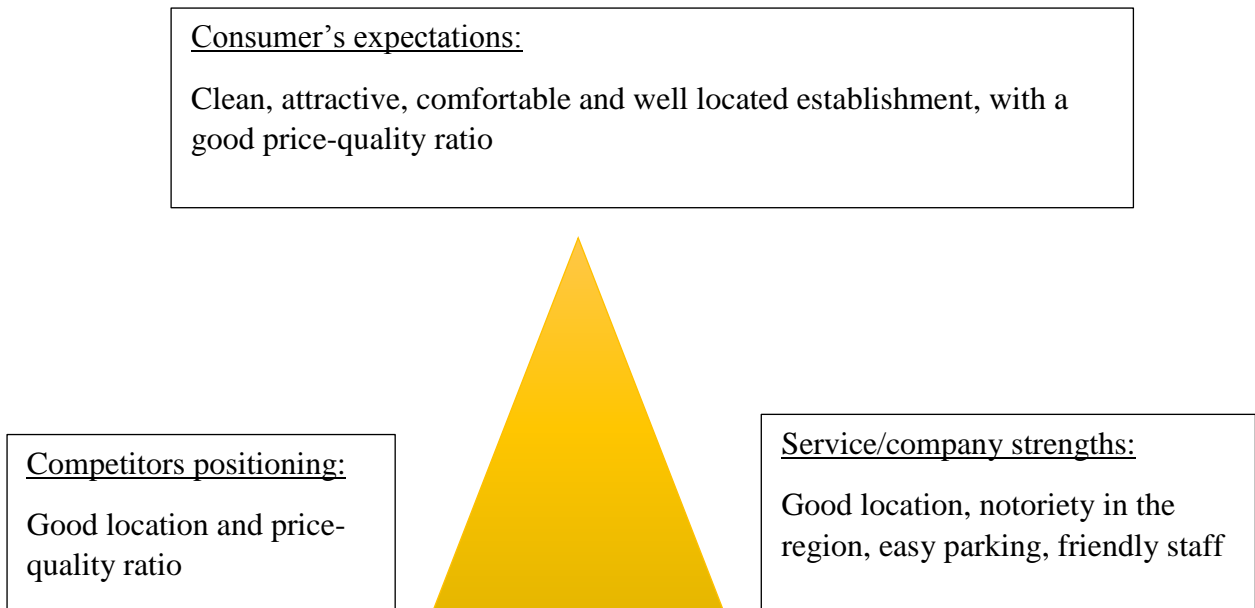 Consumer’s expectations:
Clean, attractive, comfortable and well located establishment, with a
good price-quality ratio
Competitors positioning:
Good location and price-
quality ratio
Service/company strengths:
Good location, notoriety in the
region, easy parking, friendly staff